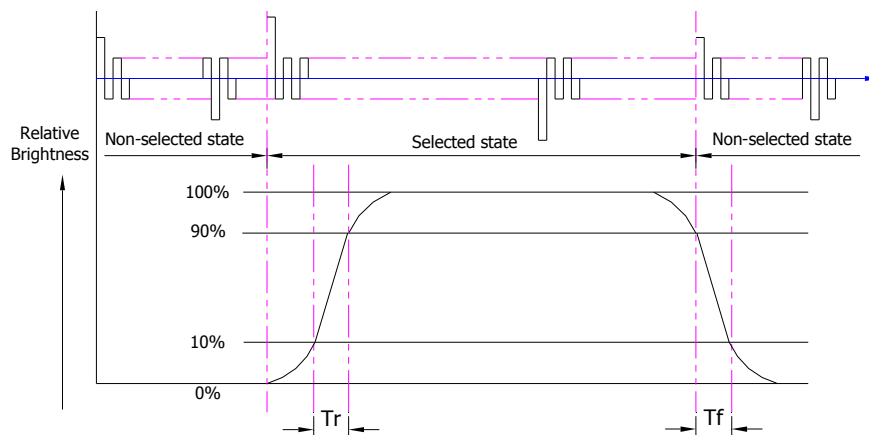 Relative
Brightness
Non-selected state
Selected state
Non-selected state
100%
90%
10%
0%
Tr
Tf